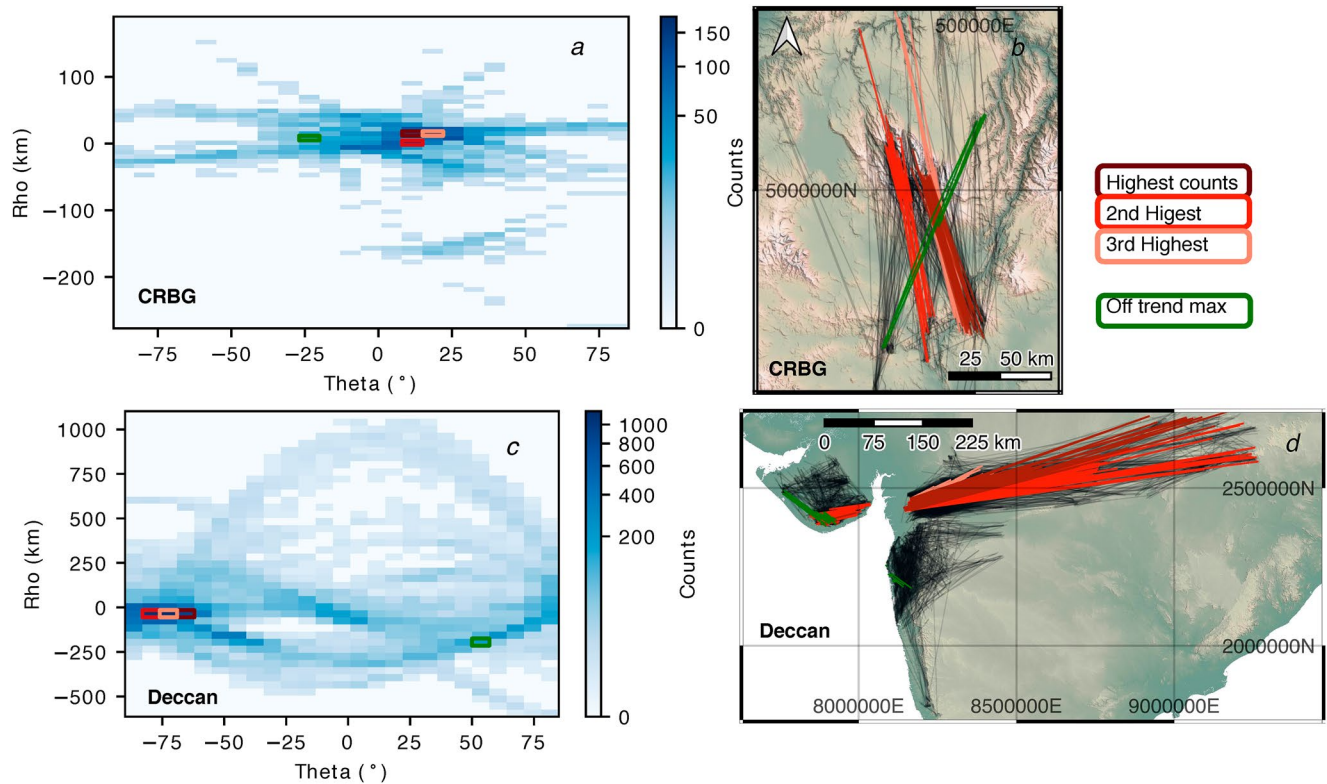 a
100
0
−100
−200
Rho (km)
CRBG
−75
−50
−25
0
25
50
75
Theta (°)
150
100
50
0
Counts
500000E
b
5000000N
25
50 km
CRBG
Highest counts
2nd Higest
3rd Highest
Off trend max
c
1000
750
500
250
0
−250
−500
Rho (km)
Deccan
−75
−50
−25
0
25
50
75
Theta (°)
1000
800
600
400
200
0
Counts
0
75
150
225 km
d
2500000N
Deccan
2000000N
8000000E
8500000E
9000000E